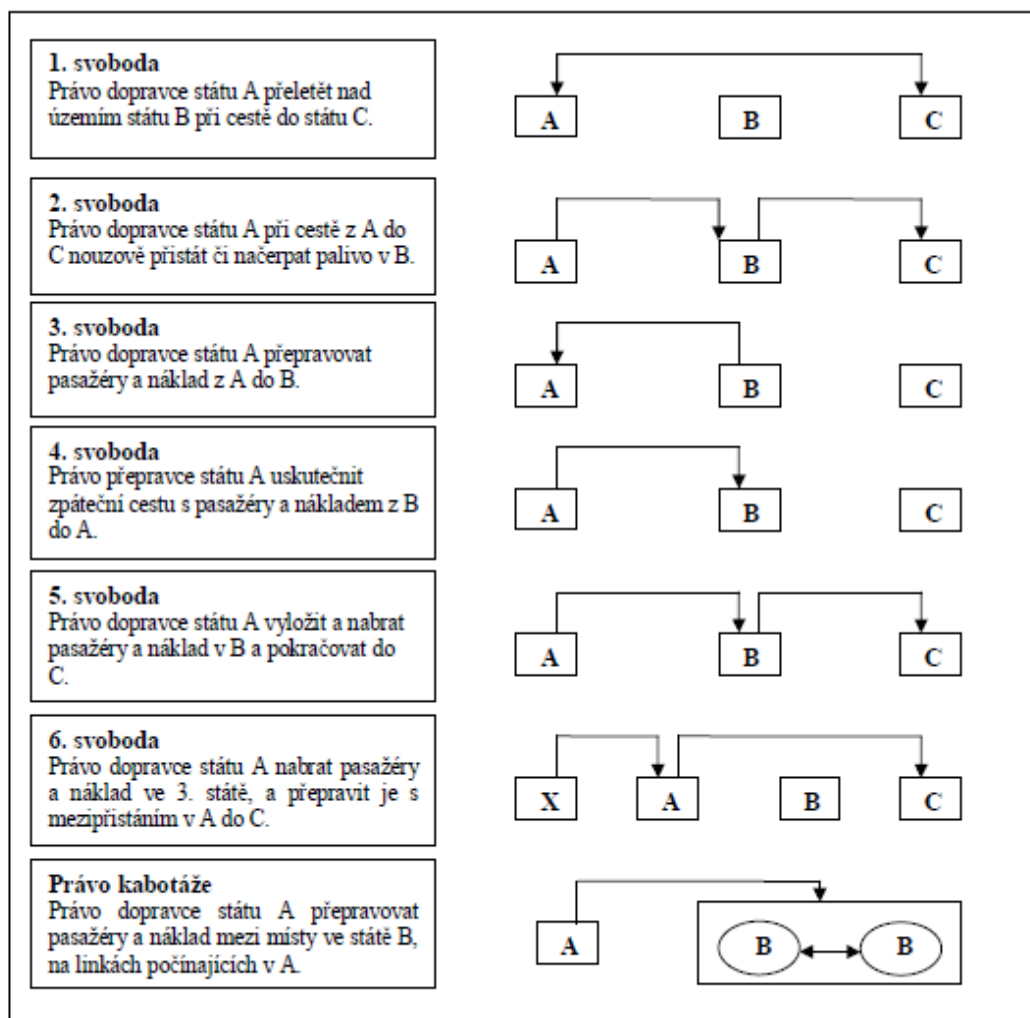 1. svoboda
Právo dopravce státu A přeletět nad
územím státu B při cestě do státu C.
A B C
2. svoboda
Právo dopravce státu A při cestě z A do
C nouzově přistát či načerpat palivo v B.
A B C
3. svoboda
Právo dopravce státu A přepravovat
pasažéry a náklad z A do B.
A B C
4. svoboda
Právo přepravce státu A uskutečnit
zpáteční cestu s pasažéry a nákladem z B
do A.
A B C
5. svoboda
Právo dopravce státu A vyložit a nabrat
pasažéry a náklad v B a pokračovat do
C.
A B C
6. svoboda
Právo dopravce státu A nabrat pasažéry
a náklad ve 3. státě, a přepravit je s
mezipřistáním v A do C.
X A B C
Právo kabotáže
Právo dopravce státu A přepravovat
pasažéry a náklad mezi místy ve státě B,
na linkách počínajících v A.
A B B